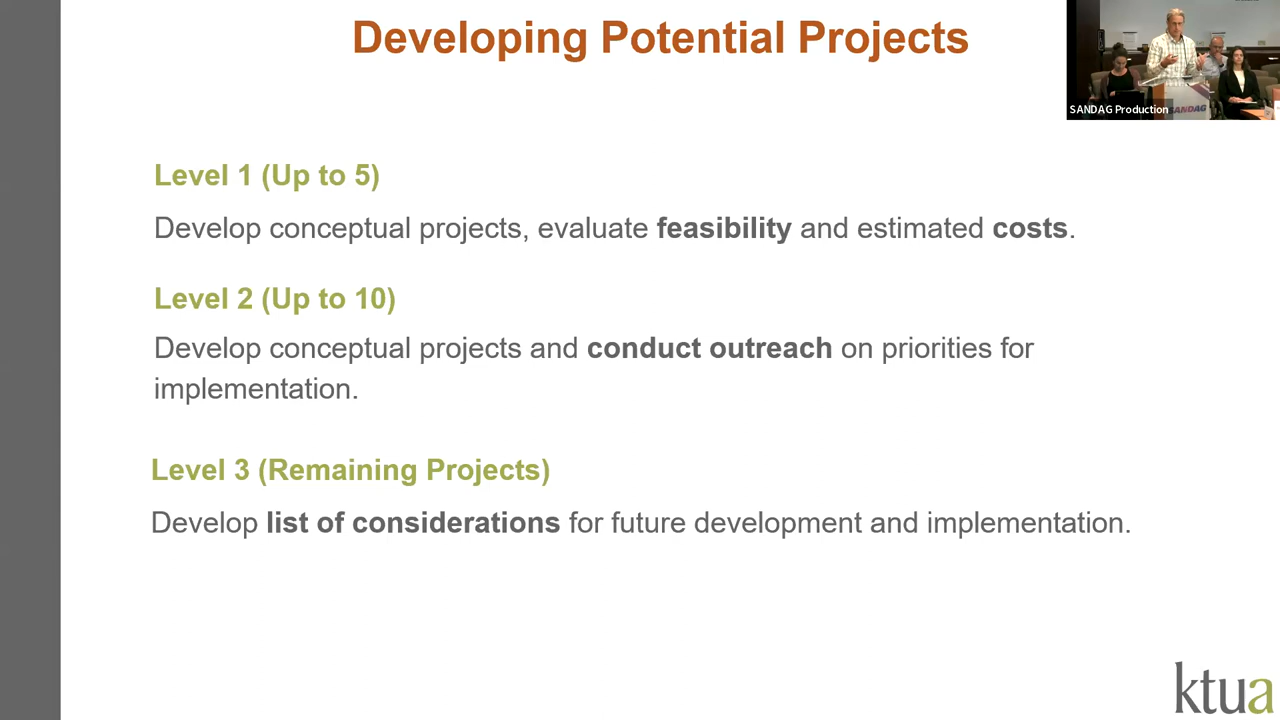 Developing Potential Projects
SANDAG Production
SANDAG
Level 1 (Up to 5)
Develop conceptual projects, evaluate feasibility and estimated costs.
Level 2 (Up to 10)
Develop conceptual projects and conduct outreach on priorities for
implementation.
Level 3 (Remaining Projects)
Develop list of considerations for future development and implementation.
ktua